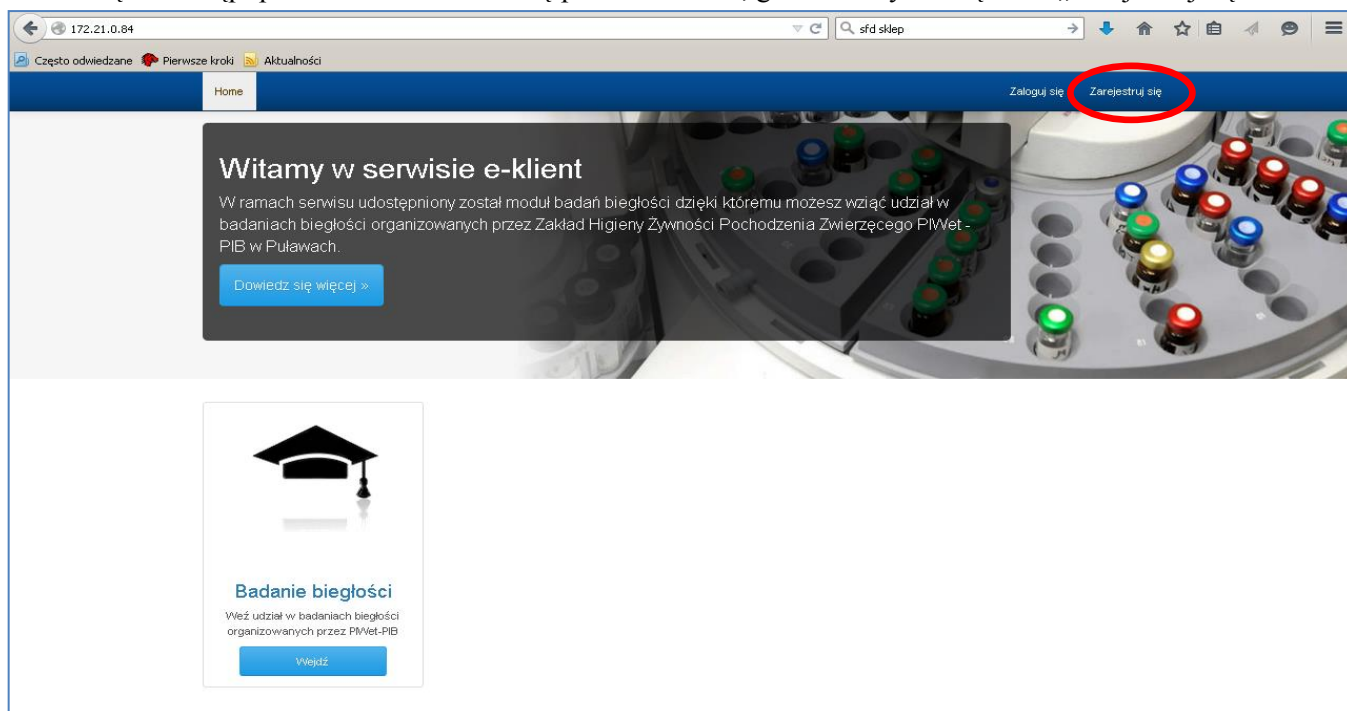 172.21.0.84
sfd sklep
Często odwiedzane Pierwsze kroki Aktualności
Home Zaloguj się Zarejestruj się
Witamy w serwisie e-klient
W ramach serwisu udostępniony został moduł badań biegłości dzięki któremu możesz wziąć udział w
badaniach biegłości organizowanych przez Zakład Higieny Żywności Pochodzenia Zwierzęcego PIWet -
PIB w Puławach.
Dowiedz się więcej »
Badanie biegłości
Weź udział w badaniach biegłości
organizowanych przez PIWet-PIB
Wejdź